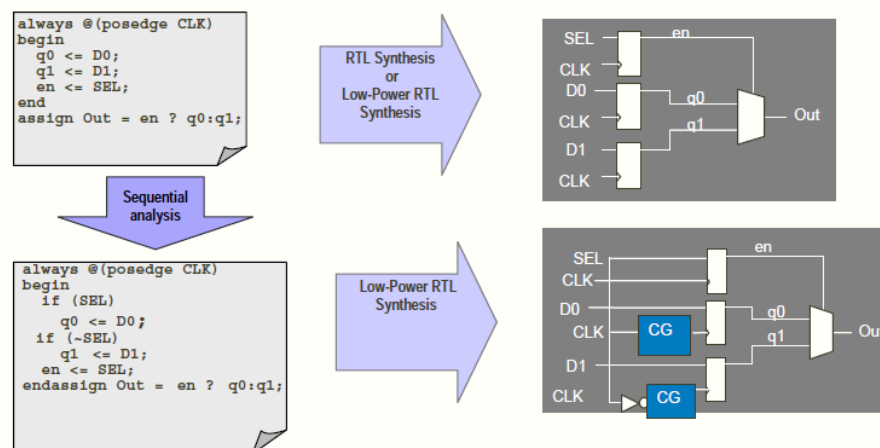 always @(posedge CLK)
begin
q0 <= D0;
q1 <= D1;
en <= SEL;
end
assign Out = en ? q0:q1;
RTL Synthesis
or
Low-Power RTL
Synthesis
SEL
en
CLK
D0
q0
CLK
Out
q1
D1
CLK
Sequential
analysis
always @(posedge CLK)
begin
if (SEL)
q0 <= D0;
if (~SEL)
q1 <= D1;
en <= SEL;
endassign Out = en ? q0:q1;
Low-Power RTL
Synthesis
en
SEL
CLK
D0
q0
CLK
CG
q1
Out
D1
CLK
CG